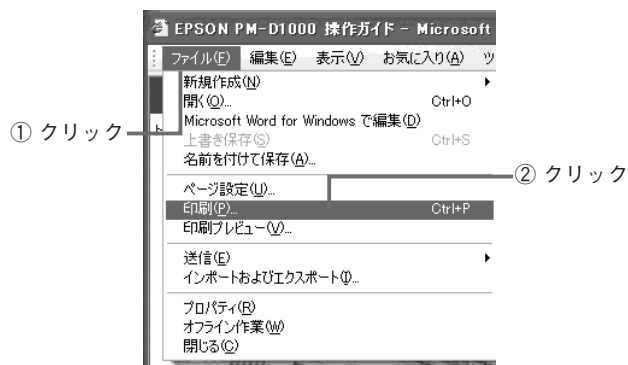 EPSON PM-D1000 操作ガイド - Microsoft
ファイル(F) 編集(E) 表示(V) お気に入り(A) ツ
新規作成(N)
開く(O)... Ctrl+O
① クリック
Microsoft Word for Windows で編集(D)
上書き保存(S) Ctrl+S
名前を付けて保存(A)...
ページ設定(U)...
② クリック
印刷(P)... Ctrl+P
印刷プレビュー(V)...
送信(E)
インポートおよびエクスポート(I)...
プロパティ(R)
オフライン作業(W)
閉じる(C)